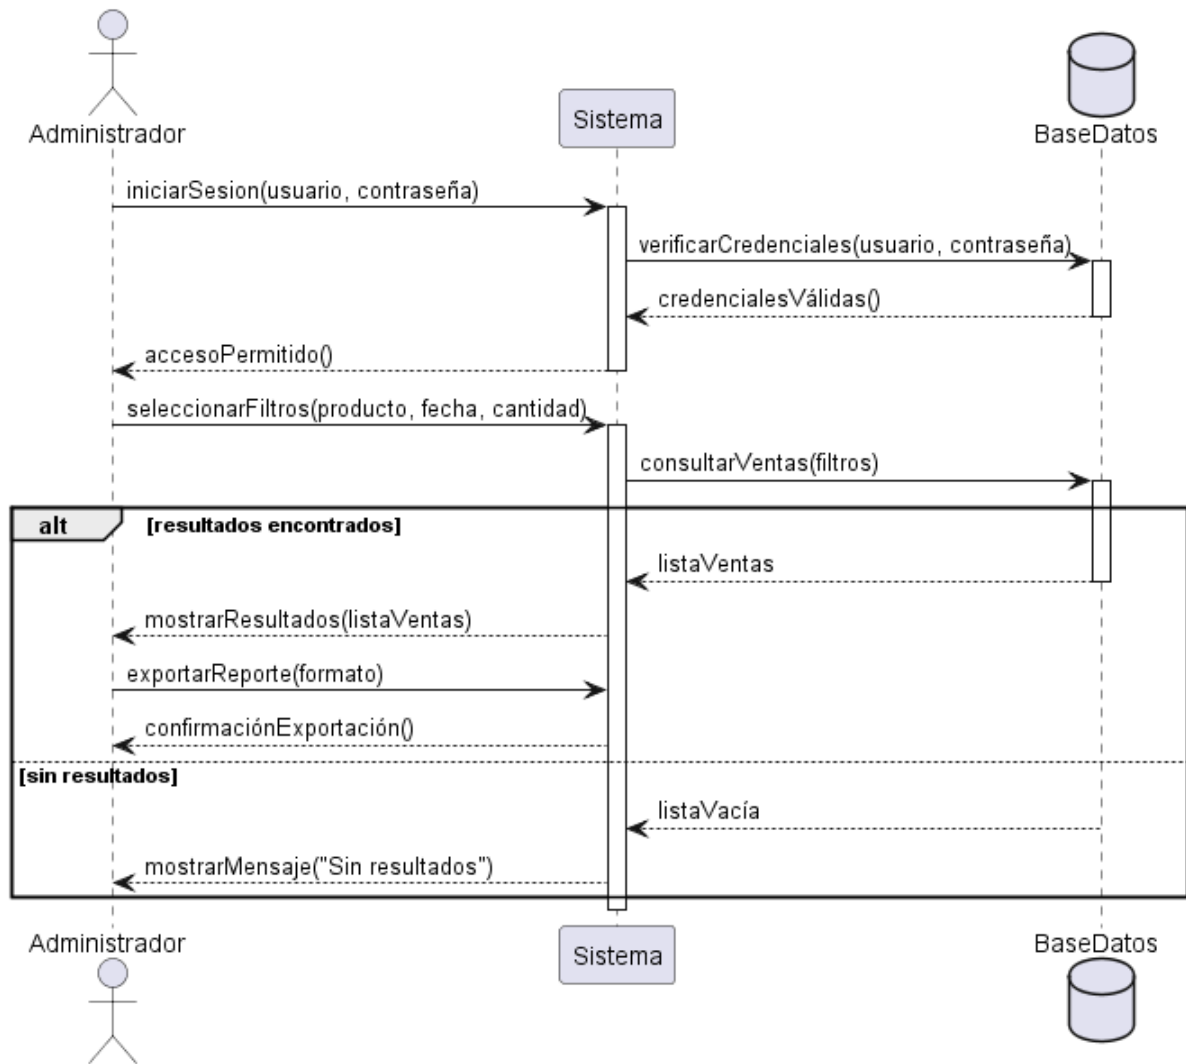 Administrador
Sistema
BaseDatos
iniciarSesion(usuario, contraseña)
verificarCredenciales(usuario, contraseña)
credencialesVálidas()
accesoPermitido()
seleccionarFiltros(producto, fecha, cantidad)
consultarVentas(filtros)
alt [resultados encontrados]
listaVentas
mostrarResultados(listaVentas)
exportarReporte(formato)
confirmaciónExportación()
[sin resultados]
listaVacía
mostrarMensaje("Sin resultados")
Administrador
Sistema
BaseDatos